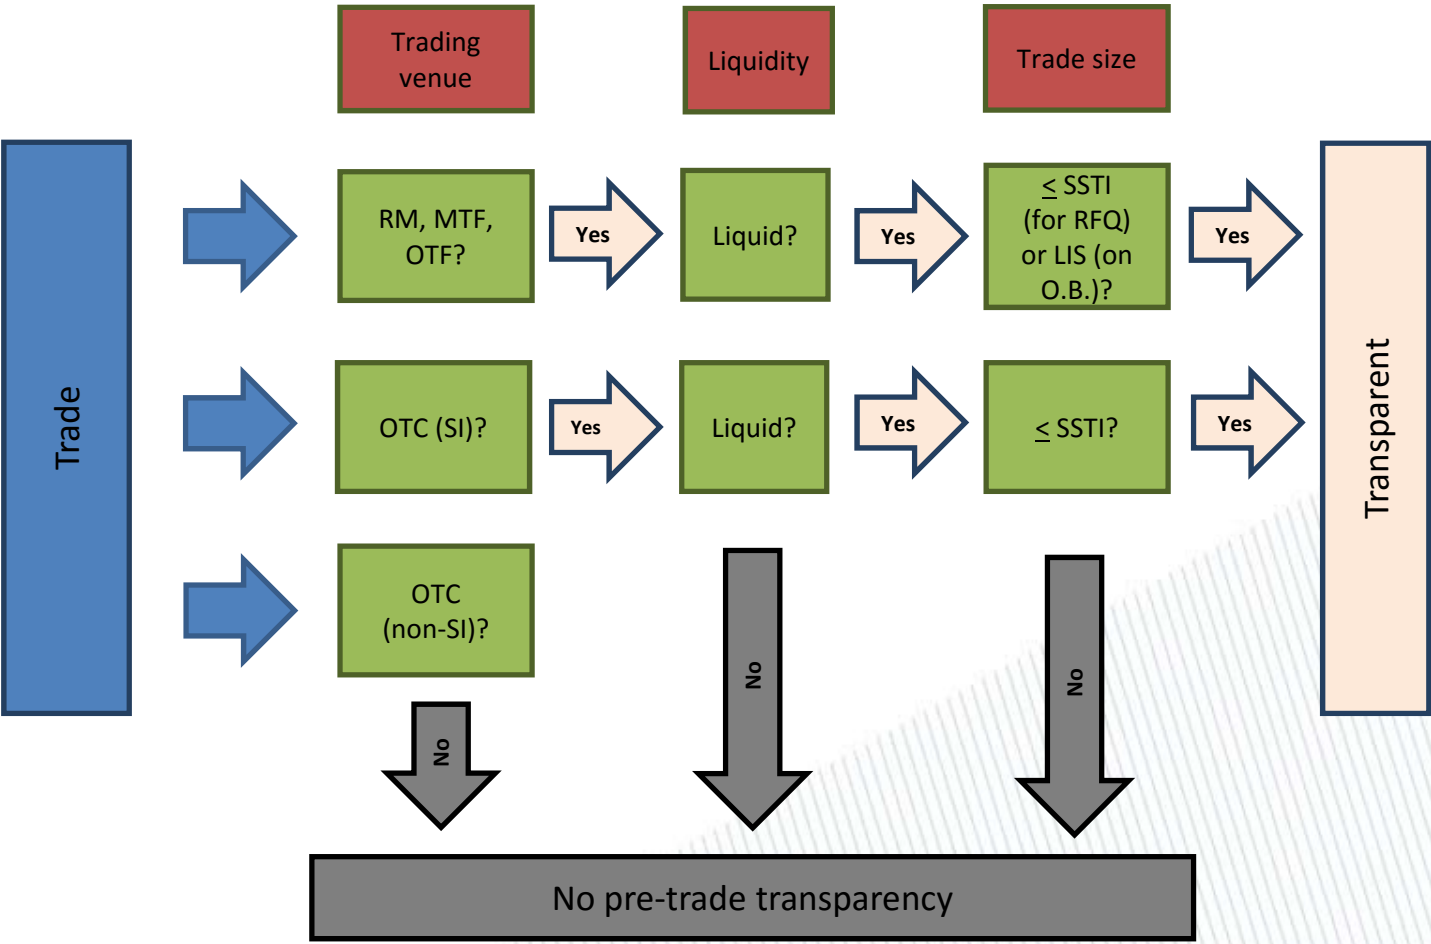 Trading
venue
Liquidity
Trade size
Trade
RM, MTF,
OTF?
Yes
Liquid?
Yes
≤ SSTI
(for RFQ)
or LIS (on
O.B.)?
Yes
Transparent
OTC (SI)?
Yes
Liquid?
Yes
≤ SSTI?
Yes
OTC
(non-SI)?
No
No
No
No pre-trade transparency